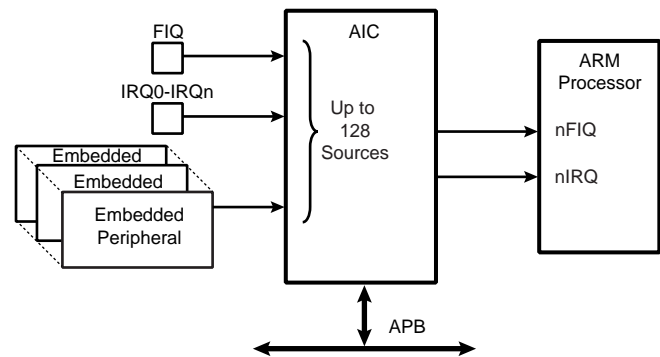 FIQ
IRQ0-IRQn
Embedded
Embedded
Embedded
Peripheral
AIC
Up to
128
Sources
ARM
Processor
nFIQ
nIRQ
APB